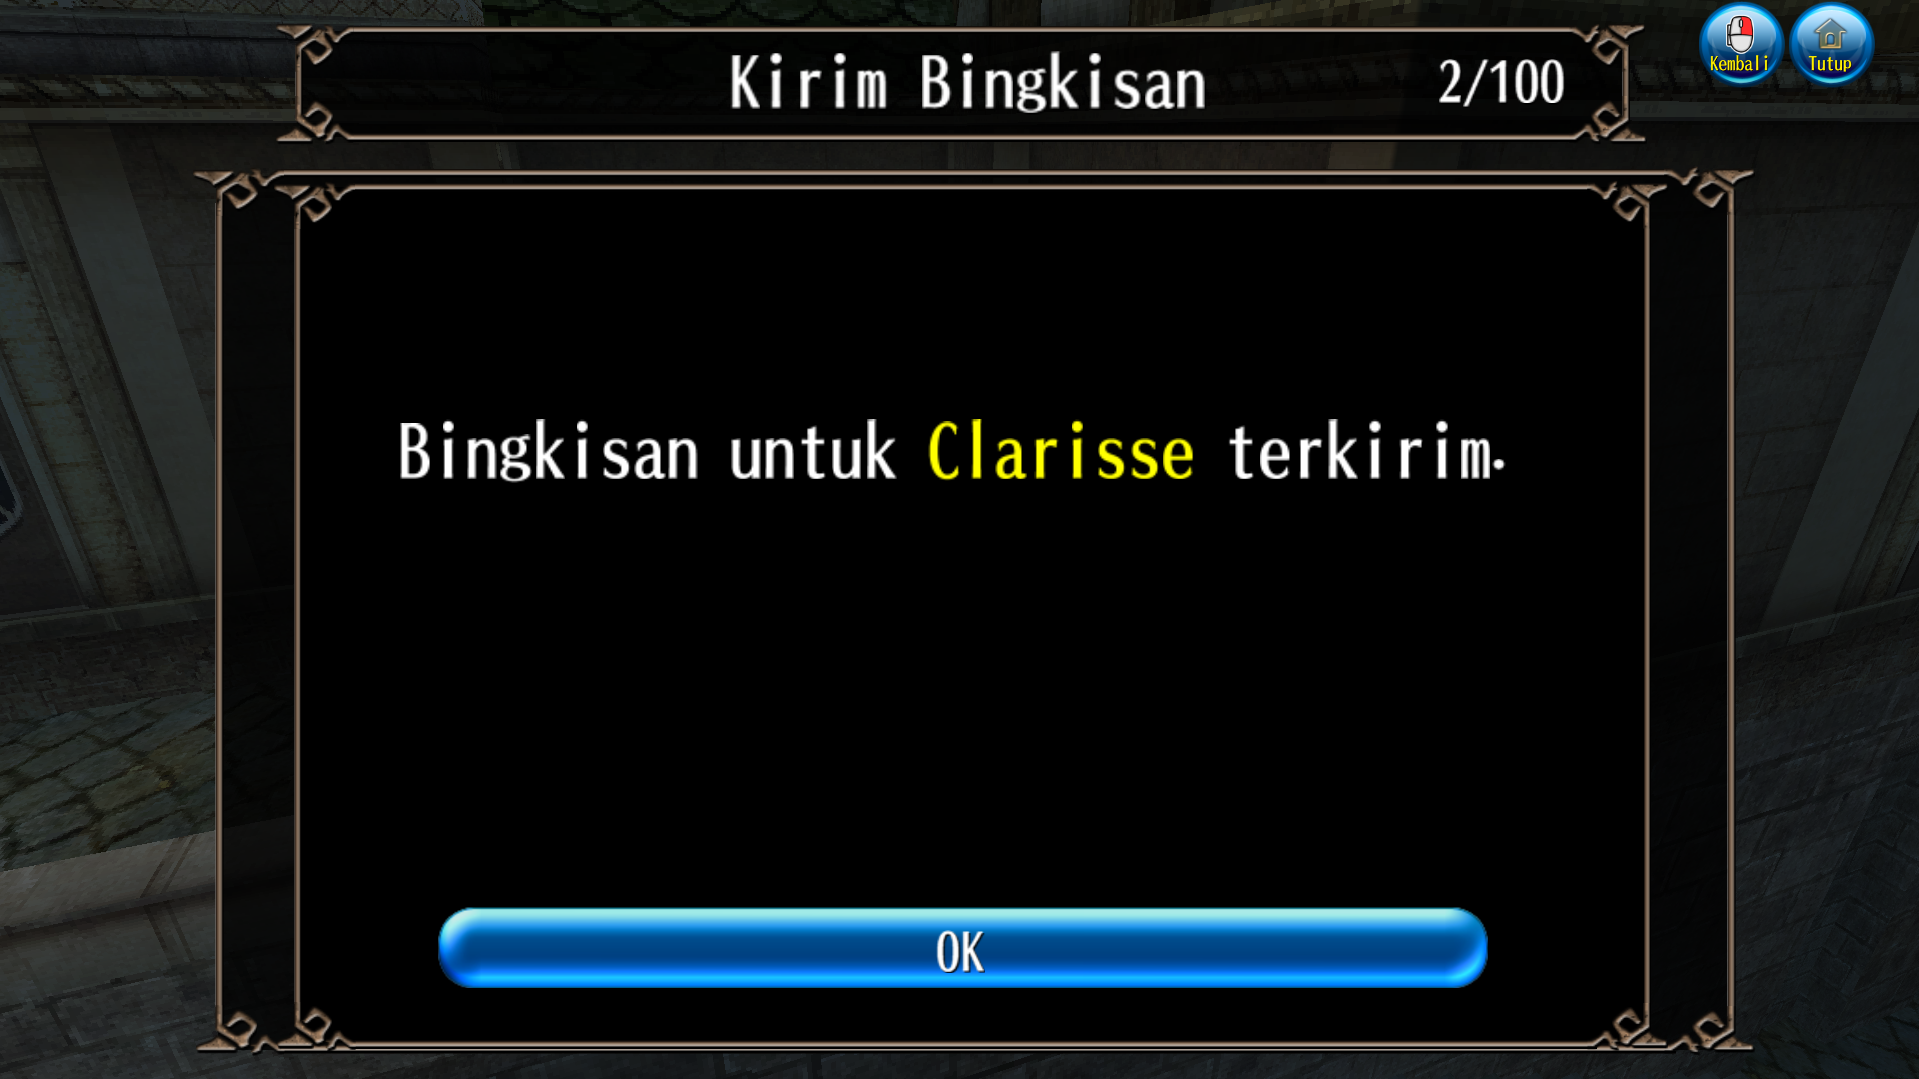 Kirim Bingkisan 2/100
Kembali
Tutup
Bingkisan untuk Clarisse terkirim.
OK